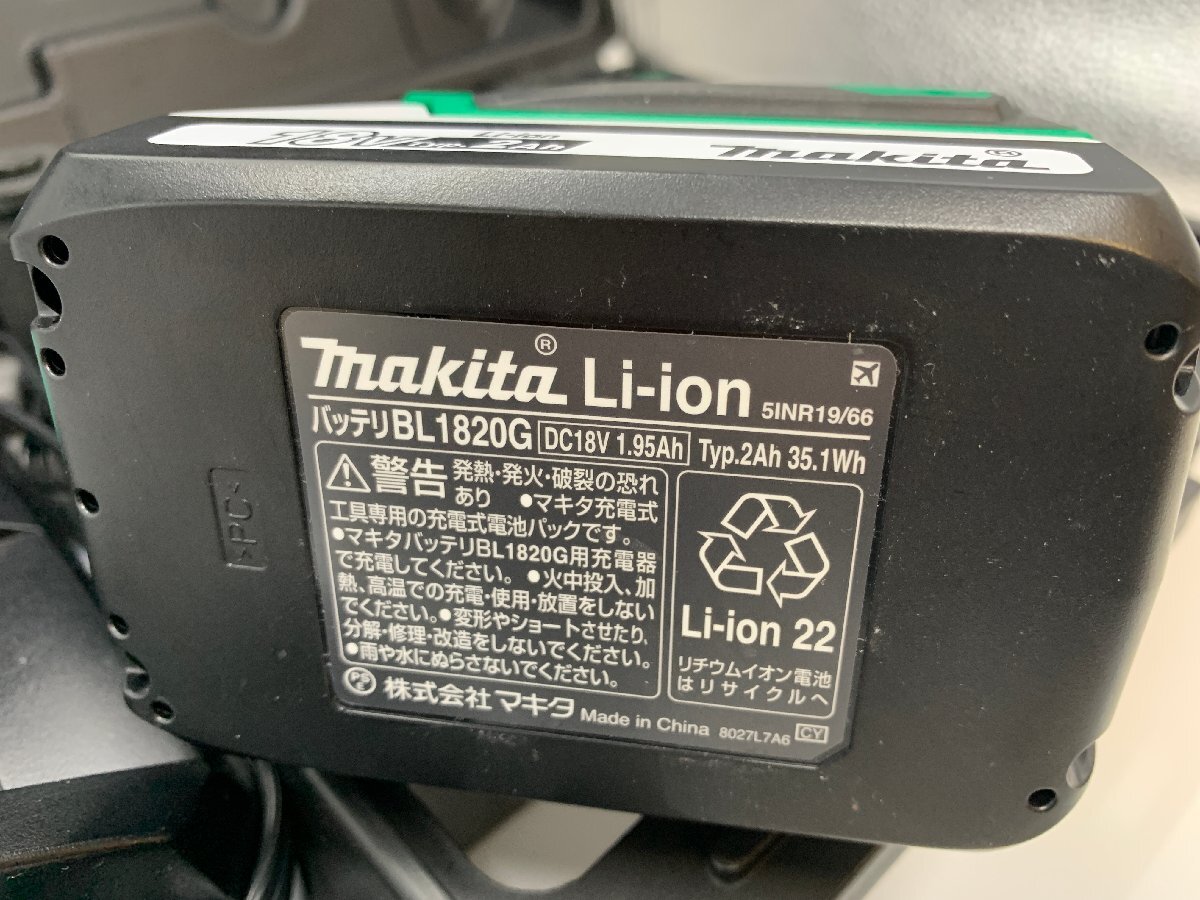 18V Li-ion 2Ah
makita®
makita® Li-ion 5INR19/66
バッテリBL1820G DC18V 1.95Ah Typ.2Ah 35.1Wh
警告 発熱・発火・破裂の恐れ
あり ●マキタ充電式
工具専用の充電式電池パックです。
●マキタバッテリBL1820G用充電器
で充電してください。 ●火中投入、加
熱、高温での充電・使用・放置をしない
でください。●変形やショートさせたり、
分解・修理・改造をしないでください。
●雨や水にぬらさないでください。
Li-ion 22
リチウムイオン電池
はリサイクルへ
PSE 株式会社マキタ Made in China 8027L7A6 CY
>PC<